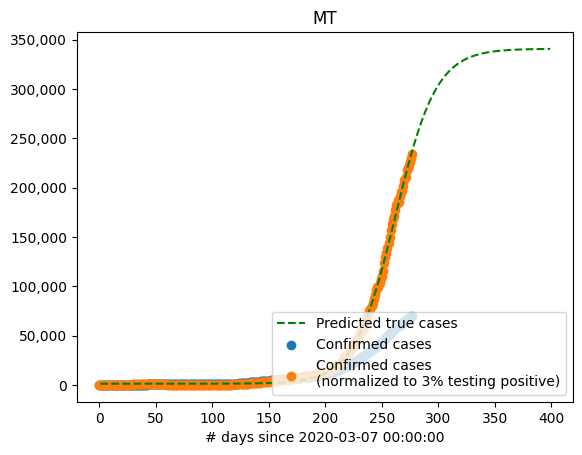 MT
350,000
300,000
250,000
200,000
150,000
100,000
50,000
0
Predicted true cases
Confirmed cases
Confirmed cases
(normalized to 3% testing positive)
0 50 100 150 200 250 300 350 400
# days since 2020-03-07 00:00:00